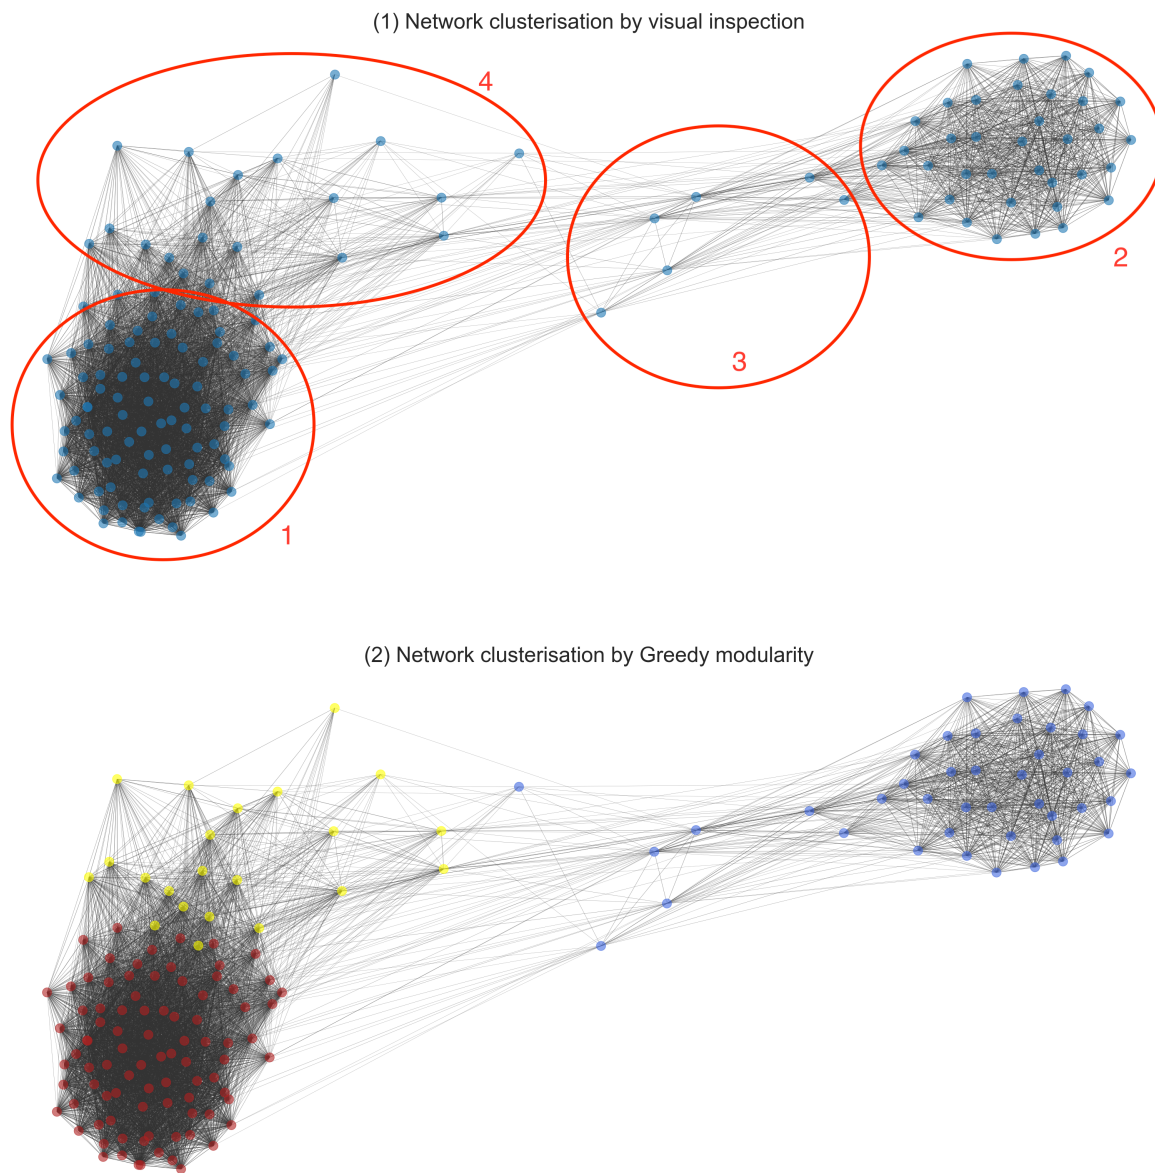 (1) Network clusterisation by visual inspection
4
2
3
1
(2) Network clusterisation by Greedy modularity